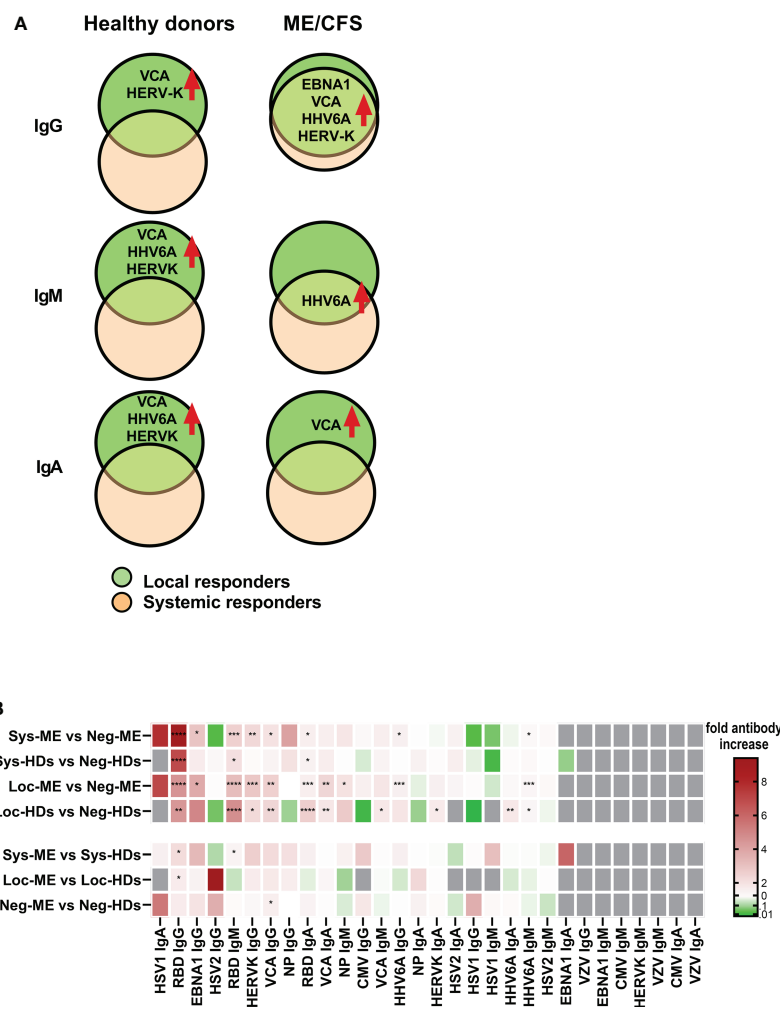 A
Healthy donors
ME/CFS
IgG
VCA
HERV-K
EBNA1
VCA
HHV6A
HERV-K
IgM
VCA
HHV6A
HERVK
HHV6A
IgA
VCA
HHV6A
HERVK
VCA
Local responders
Systemic responders
fold antibody
increase
Sys-ME vs Neg-ME
**** * *** ** * * * *
Sys-HDs vs Neg-HDs
**** * *
Loc-ME vs Neg-ME
**** * **** *** ** *** ** * *** ***
Loc-HDs vs Neg-HDs
** **** * ** **** ** * * ** *
Sys-ME vs Sys-HDs
* *
Loc-ME vs Loc-HDs
*
Neg-ME vs Neg-HDs
*
8
6
4
2
0
.1
.01
HSV1 IgA
RBD IgG
EBNA1 IgG
HSV2 IgG
RBD IgM
HERVK IgG
VCA IgG
NP IgG
RBD IgA
VCA IgA
NP IgM
CMV IgG
VCA IgM
HHV6A IgG
NP IgA
HERVK IgA
HSV2 IgA
HSV1 IgG
HSV1 IgM
HHV6A IgA
HHV6A IgM
HSV2 IgM
EBNA1 IgA
VZV IgG
EBNA1 IgM
CMV IgM
HERVK IgM
VZV IgM
CMV IgA
VZV IgA